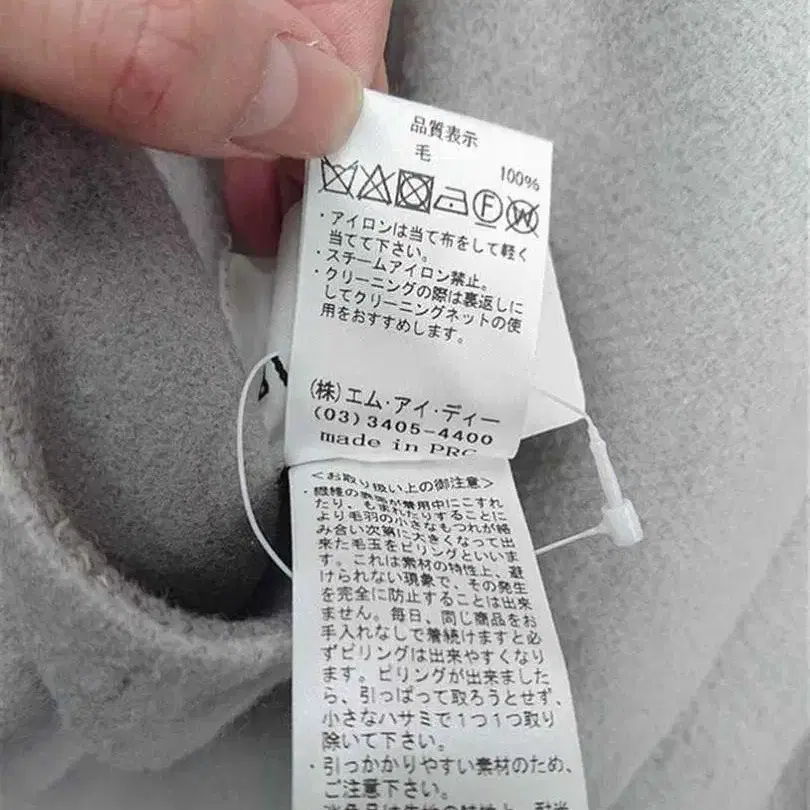 品質表示
毛
100%
F
W
・アイロンは当て布をして軽く
当てて下さい。
・スチームアイロン禁止。
・クリーニングの際は裏返しに
してクリーニングネットの使
用をおすすめします。
(株)エム・アイ・ディー
(03)3405-4400
made in PRC
<お取り扱い上の御注意>
・繊維の表面が着用中にこすれ
たり、もまれたりすることに
より毛羽の小さなもつれが絡
み合い次第に大きくなって出
来た毛玉をピリングといいま
す。これは素材の特性上、避
けられない現象で、その発生
を完全に防止することは出来
ません。毎日、同じ商品をお
手入れなしで着続けますと必
ずピリングは出来やすくなり
ます。ピリングが出来ました
ら、引っぱって取ろうとせず、
小さなハサミで1つ1つ取り
除いて下さい。
・引っかかりやすい素材のため、
ご注意下さい。